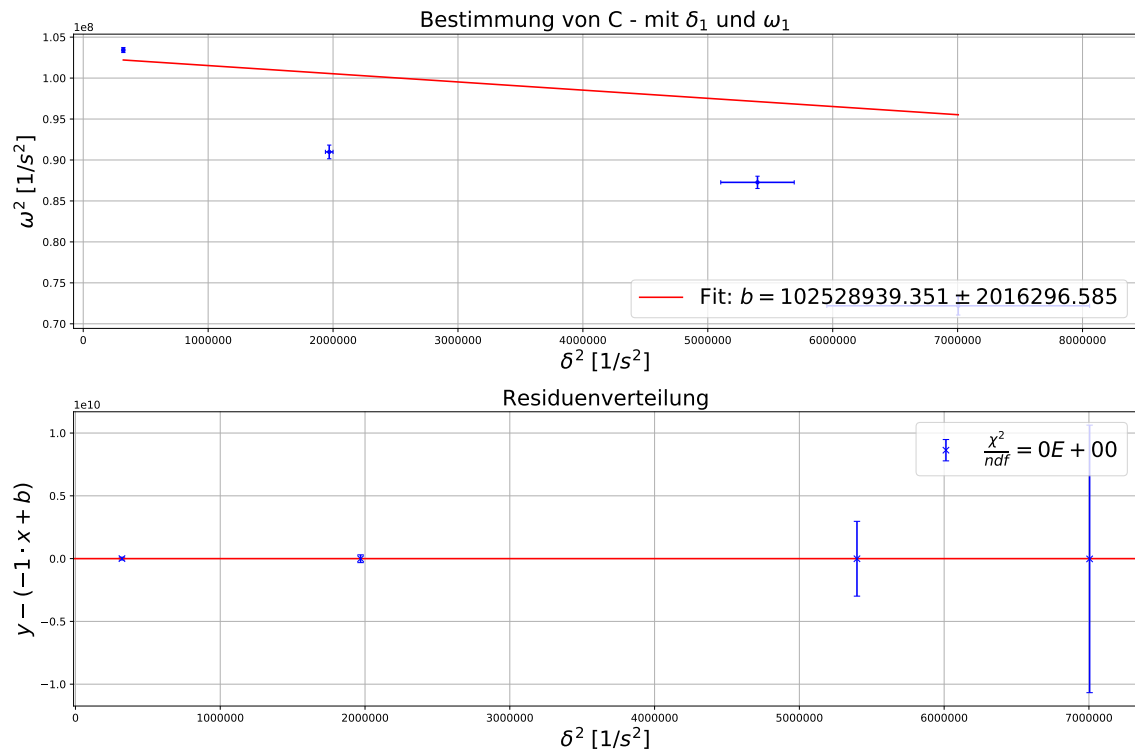 Bestimmung von C - mit δ₁ und ω₁
1e8
1.05
1.00
0.95
0.90
0.85
0.80
0.75
0.70
ω² [1/s²]
Fit: b = 102528939.351 ± 2016296.585
0 1000000 2000000 3000000 4000000 5000000 6000000 7000000 8000000
δ² [1/s²]
Residuenverteilung
1e10
1.0
0.5
0.0
−0.5
−1.0
y − (−1 · x + b)
χ²/ndf = 0E + 00
0 1000000 2000000 3000000 4000000 5000000 6000000 7000000
δ² [1/s²]